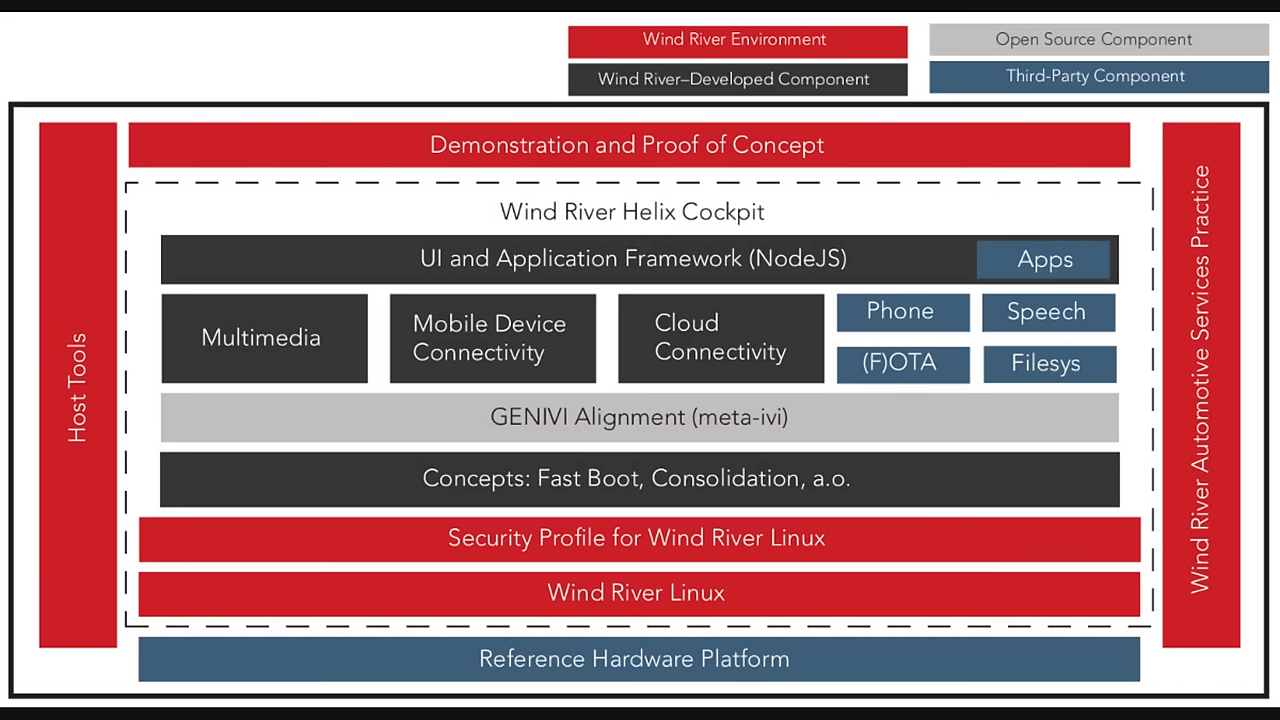 Wind River Environment
Open Source Component
Wind River–Developed Component
Third-Party Component
Demonstration and Proof of Concept
Wind River Helix Cockpit
UI and Application Framework (NodeJS)
Apps
Multimedia
Mobile Device
Connectivity
Cloud
Connectivity
Phone
Speech
(F)OTA
Filesys
GENIVI Alignment (meta-ivi)
Concepts: Fast Boot, Consolidation, a.o.
Security Profile for Wind River Linux
Wind River Linux
Reference Hardware Platform
Host Tools
Wind River Automotive Services Practice